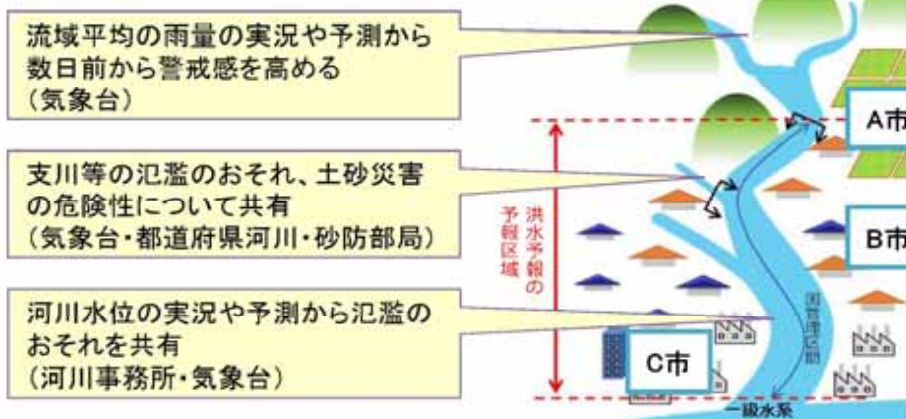 流域平均の雨量の実況や予測から
数日前から警戒感を高める
(気象台)
支川等の氾濫のおそれ、土砂災害
の危険性について共有
(気象台・都道府県河川・砂防部局)
河川水位の実況や予測から氾濫の
おそれを共有
(河川事務所・気象台)
洪水予報の
予報区域
A市
B市
国管理区間
C市
一級水系